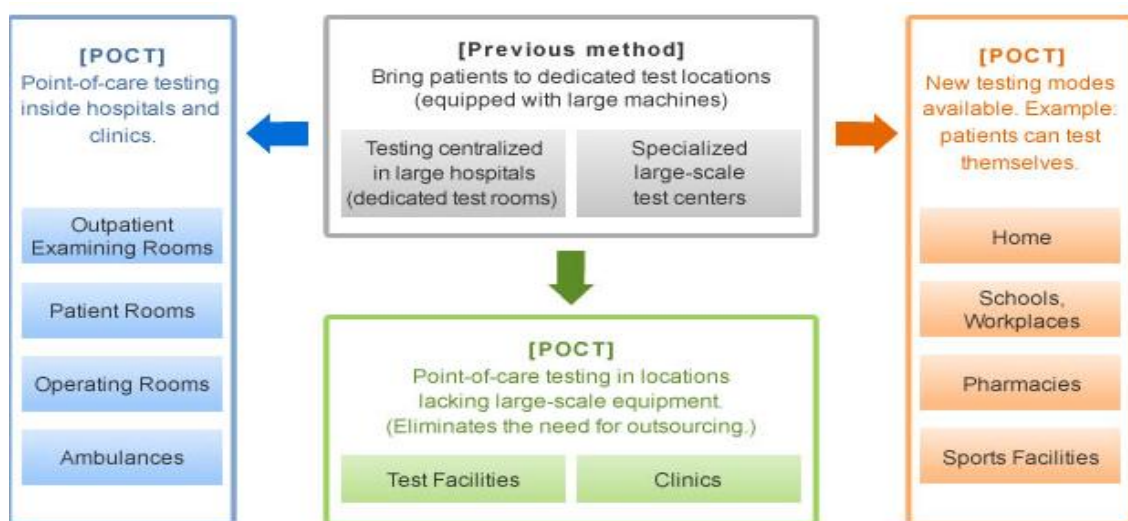 [POCT]
Point-of-care testing
inside hospitals and
clinics.
Outpatient
Examining Rooms
Patient Rooms
Operating Rooms
Ambulances
[Previous method]
Bring patients to dedicated test locations
(equipped with large machines)
Testing centralized
in large hospitals
(dedicated test rooms)
Specialized
large-scale
test centers
[POCT]
Point-of-care testing in locations
lacking large-scale equipment.
(Eliminates the need for outsourcing.)
Test Facilities
Clinics
[POCT]
New testing modes
available. Example:
patients can test
themselves.
Home
Schools,
Workplaces
Pharmacies
Sports Facilities